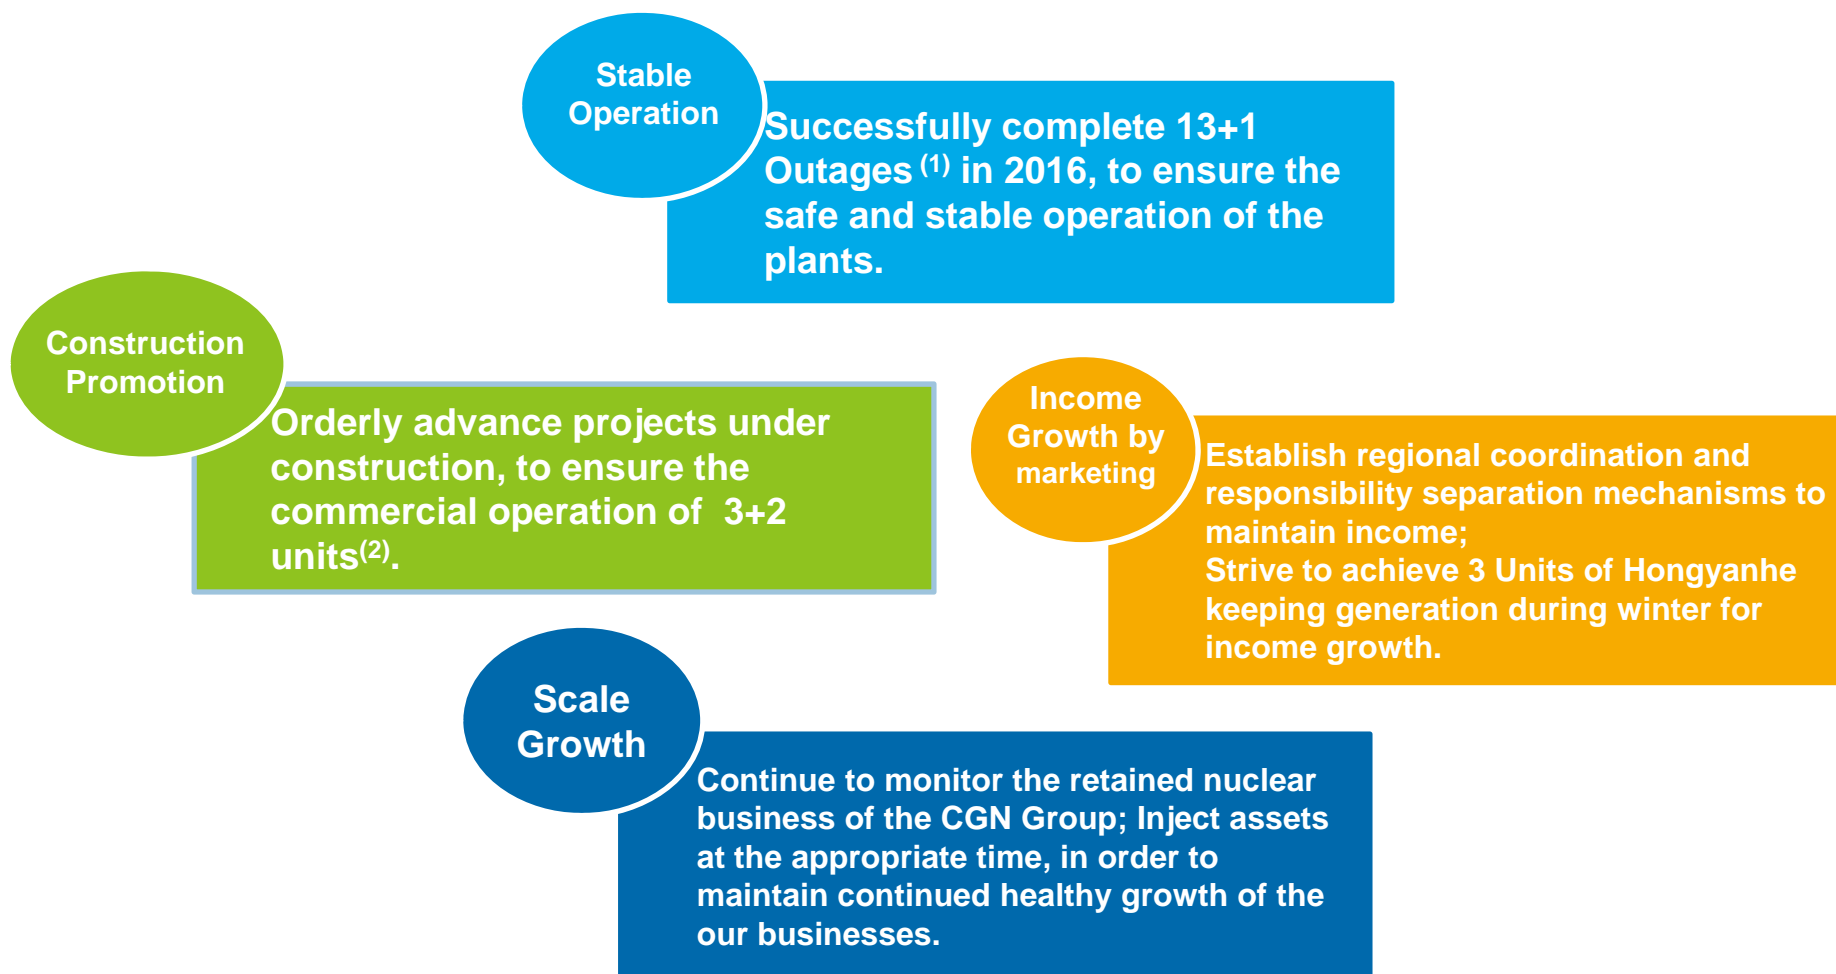 Stable
Operation
Successfully complete 13+1
Outages (1) in 2016, to ensure the
safe and stable operation of the
plants.
Construction
Promotion
Orderly advance projects under
construction, to ensure the
commercial operation of 3+2
units(2).
Income
Growth by
marketing
Establish regional coordination and
responsibility separation mechanisms to
maintain income;
Strive to achieve 3 Units of Hongyanhe
keeping generation during winter for
income growth.
Scale
Growth
Continue to monitor the retained nuclear
business of the CGN Group; Inject assets
at the appropriate time, in order to
maintain continued healthy growth of the
our businesses.